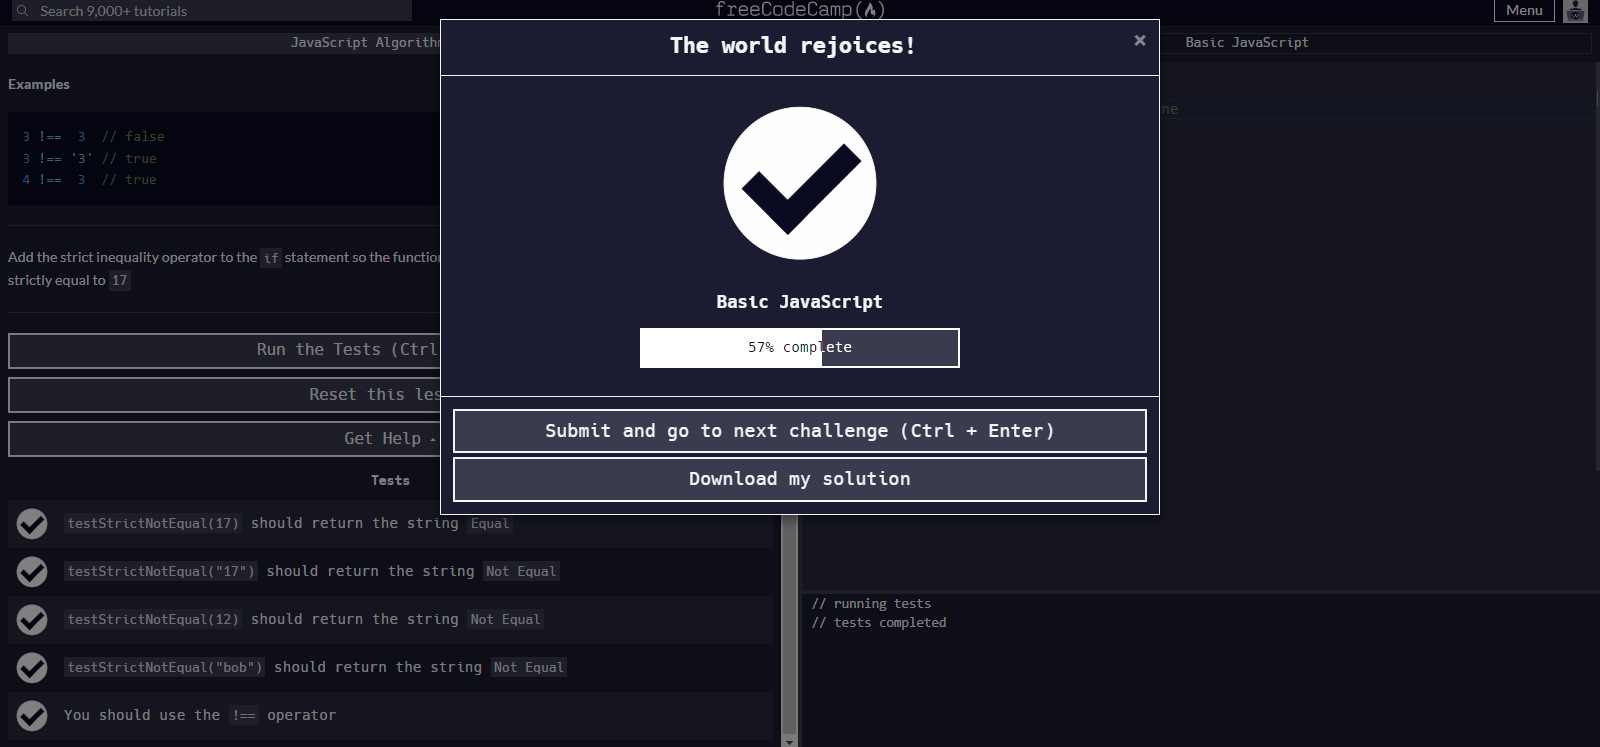 Search 9,000+ tutorials
freeCodeCamp
Menu
JavaScript Algorithm
Basic JavaScript
Examples
3 !==  3  // false
3 !== '3' // true
4 !==  3  // true
Add the strict inequality operator to the if statement so the function
strictly equal to 17
Run the Tests (Ctrl
Reset this les
Get Help
Tests
testStrictNotEqual(17) should return the string Equal
testStrictNotEqual("17") should return the string Not Equal
testStrictNotEqual(12) should return the string Not Equal
testStrictNotEqual("bob") should return the string Not Equal
You should use the !== operator
The world rejoices!
×
Basic JavaScript
57% complete
Submit and go to next challenge (Ctrl + Enter)
Download my solution
ne
// running tests
// tests completed